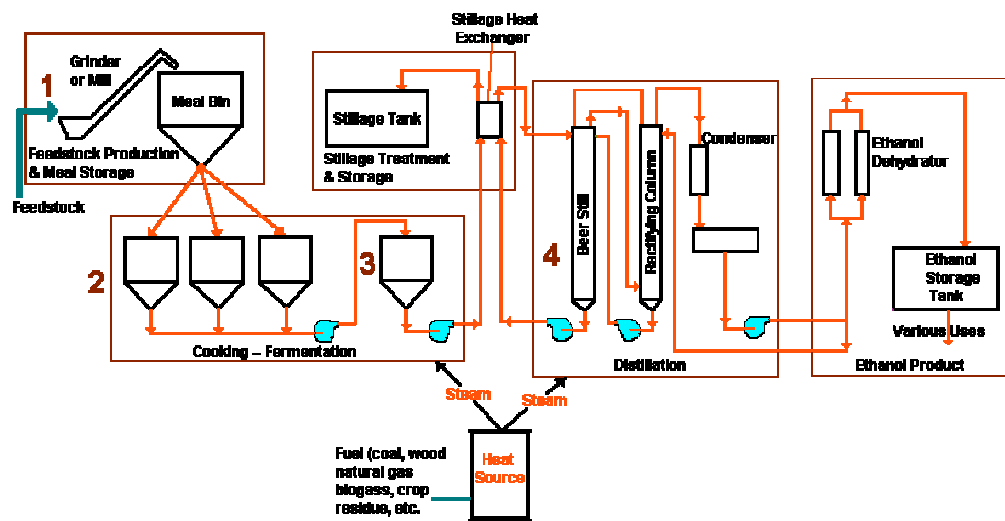 Stillage Heat
Exchanger
Grinder
or Mill
1
Meal Bin
Feedstock Production
& Meal Storage
Feedstock
Stillage Tank
Stillage Treatment
& Storage
Condenser
Ethanol
Dehydrator
Beer Still
Rectifying Column
2
3
4
Ethanol
Storage
Tank
Various Uses
Cooking – Fermentation
Distillation
Ethanol Product
Steam
Steam
Fuel (coal, wood
natural gas
biogass, crop
residue, etc.
Heat
Source